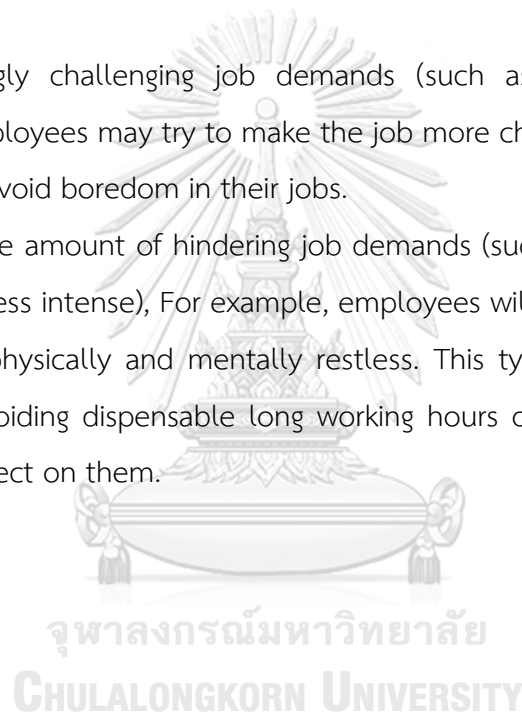 gly challenging job demands (such as
ployees may try to make the job more ch
void boredom in their jobs.
e amount of hindering job demands (suc
ess intense), For example, employees wil
physically and mentally restless. This ty
oiding dispensable long working hours o
ect on them.
จุฬาลงกรณ์มหาวิทยาลัย
CHULALONGKORN UNIVERSITY